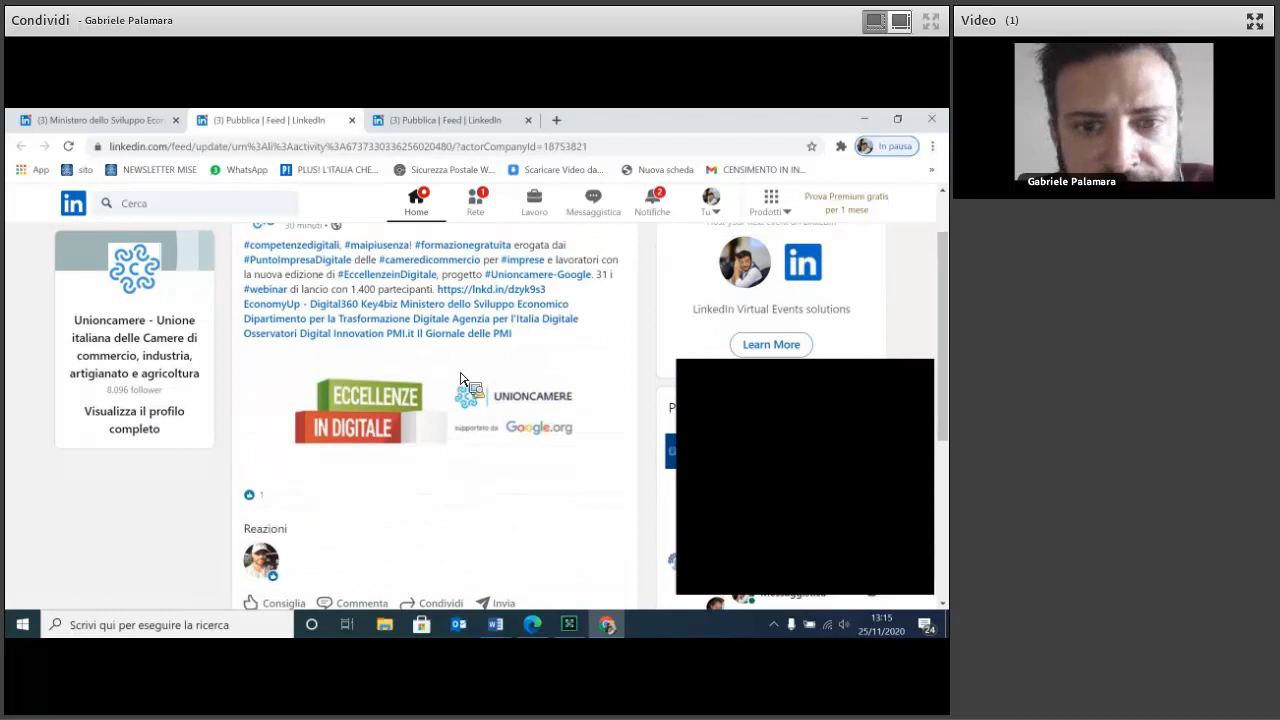 Condividi - Gabriele Palamara
Video (1)
Gabriele Palamara
(3) Ministero dello Sviluppo Econ
(3) Pubblica | Feed | LinkedIn
(3) Pubblica | Feed | LinkedIn
linkedin.com/feed/update/urn%3Ali%3Aactivity%3A6737330336256020480/?actorCompanyId=18753821
In pausa
App
sito
NEWSLETTER MISE
WhatsApp
PLUS! L'ITALIA CHE...
Sicurezza Postale W...
Scaricare Video da...
Nuova scheda
CENSIMENTO IN IN...
Cerca
Home
Rete
1
Lavoro
Messaggistica
Notifiche
2
Tu
Prodotti
Prova Premium gratis
per 1 mese
Unioncamere - Unione
italiana delle Camere di
commercio, industria,
artigianato e agricoltura
8.096 follower
Visualizza il profilo
completo
30 minuti •
#competenzedigitali, #maipiusenza! #formazionegratuita erogata dai
#PuntoImpresaDigitale delle #cameredicommercio per #imprese e lavoratori con
la nuova edizione di #EccellenzeinDigitale, progetto #Unioncamere-Google. 31 i
#webinar di lancio con 1.400 partecipanti. https://lnkd.in/dzyk9s3
EconomyUp - Digital360 Key4biz Ministero dello Sviluppo Economico
Dipartimento per la Trasformazione Digitale Agenzia per l'Italia Digitale
Osservatori Digital Innovation PMI.it Il Giornale delle PMI
ECCELLENZE
IN DIGITALE
UNIONCAMERE
supportato da Google.org
1
Reazioni
Consiglia
Commenta
Condividi
Invia
LinkedIn Virtual Events solutions
Learn More
P
Scrivi qui per eseguire la ricerca
13:15
25/11/2020
24